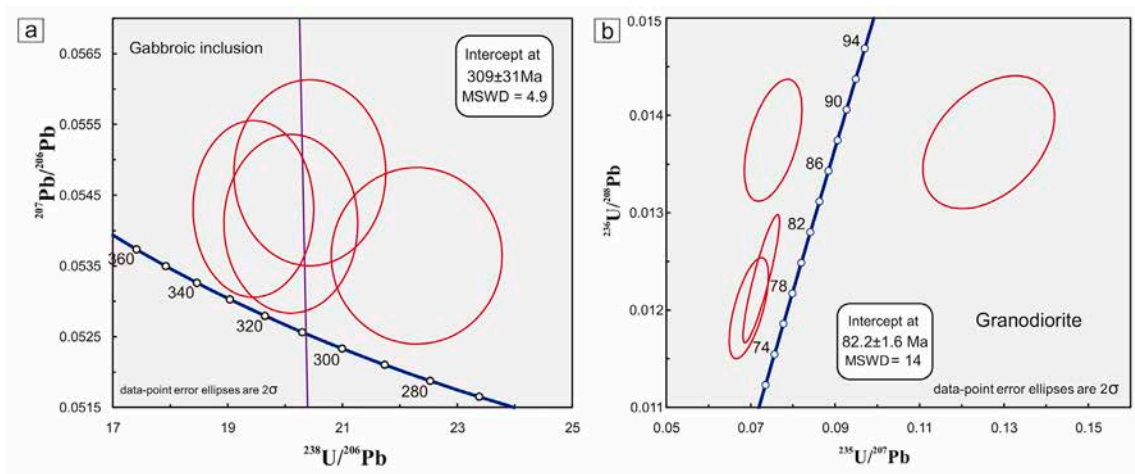 a
Gabbroic inclusion
Intercept at
309±31Ma
MSWD = 4.9
0.0565
0.0555
0.0545
0.0535
0.0525
0.0515
²⁰⁷Pb/²⁰⁶Pb
360
340
320
300
280
data-point error ellipses are 2σ
17 19 21 23 25
²³⁸U/²⁰⁶Pb
b
0.015
0.014
0.013
0.012
0.011
²³⁶U/²⁰⁸Pb
94
90
86
82
78
74
Intercept at
82.2±1.6 Ma
MSWD = 14
Granodiorite
data-point error ellipses are 2σ
0.05 0.07 0.09 0.11 0.13 0.15
²³⁵U/²⁰⁷Pb